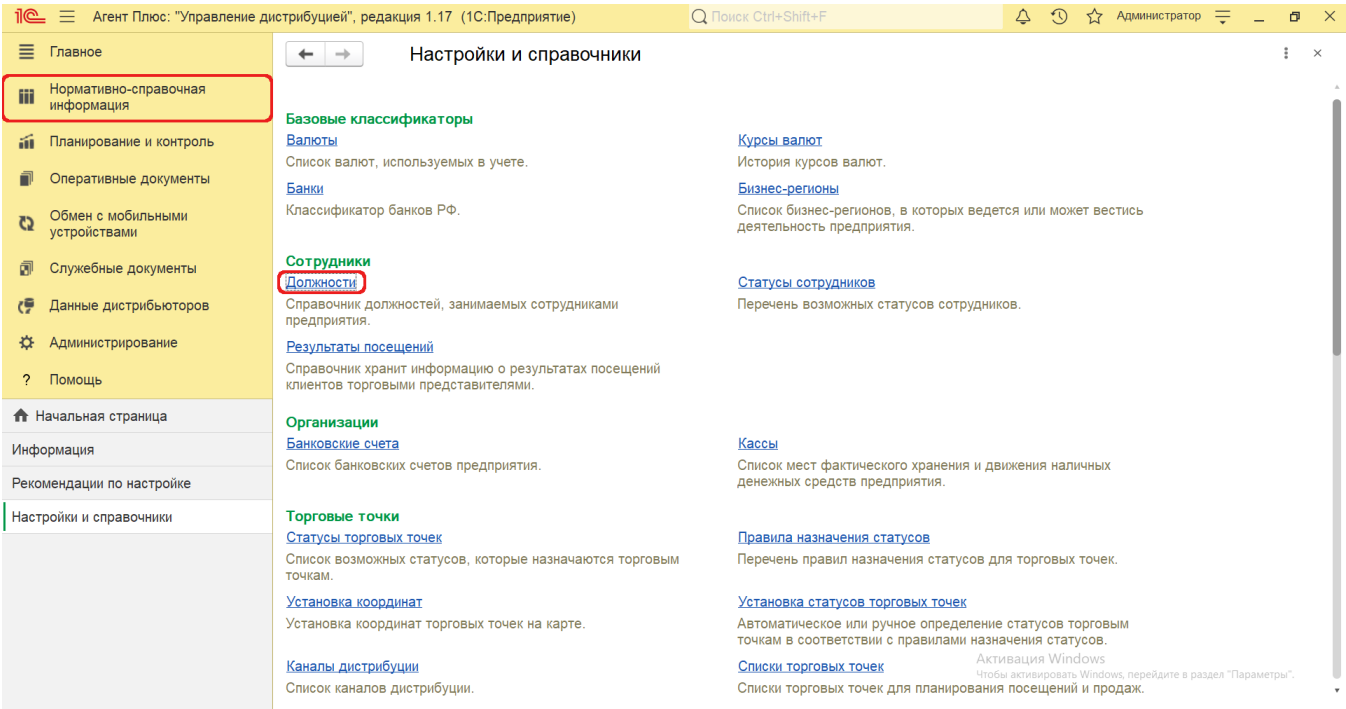 1С Агент Плюс: "Управление дистрибуцией", редакция 1.17 (1С:Предприятие) Поиск Ctrl+Shift+F Администратор
Главное
Нормативно-справочная
информация
Планирование и контроль
Оперативные документы
Обмен с мобильными
устройствами
Служебные документы
Данные дистрибьюторов
Администрирование
? Помощь
Начальная страница
Информация
Рекомендации по настройке
Настройки и справочники
Настройки и справочники
Базовые классификаторы
Валюты
Список валют, используемых в учете.
Курсы валют
История курсов валют.
Банки
Классификатор банков РФ.
Бизнес-регионы
Список бизнес-регионов, в которых ведется или может вестись
деятельность предприятия.
Сотрудники
Должности
Справочник должностей, занимаемых сотрудниками
предприятия.
Статусы сотрудников
Перечень возможных статусов сотрудников.
Результаты посещений
Справочник хранит информацию о результатах посещений
клиентов торговыми представителями.
Организации
Банковские счета
Список банковских счетов предприятия.
Кассы
Список мест фактического хранения и движения наличных
денежных средств предприятия.
Торговые точки
Статусы торговых точек
Список возможных статусов, которые назначаются торговым
точкам.
Правила назначения статусов
Перечень правил назначения статусов для торговых точек.
Установка координат
Установка координат торговых точек на карте.
Установка статусов торговых точек
Автоматическое или ручное определение статусов торговым
точкам в соответствии с правилами назначения статусов.
Каналы дистрибуции
Список каналов дистрибуции.
Списки торговых точек
Списки торговых точек для планирования посещений и продаж.
Активация Windows
Чтобы активировать Windows, перейдите в раздел "Параметры".